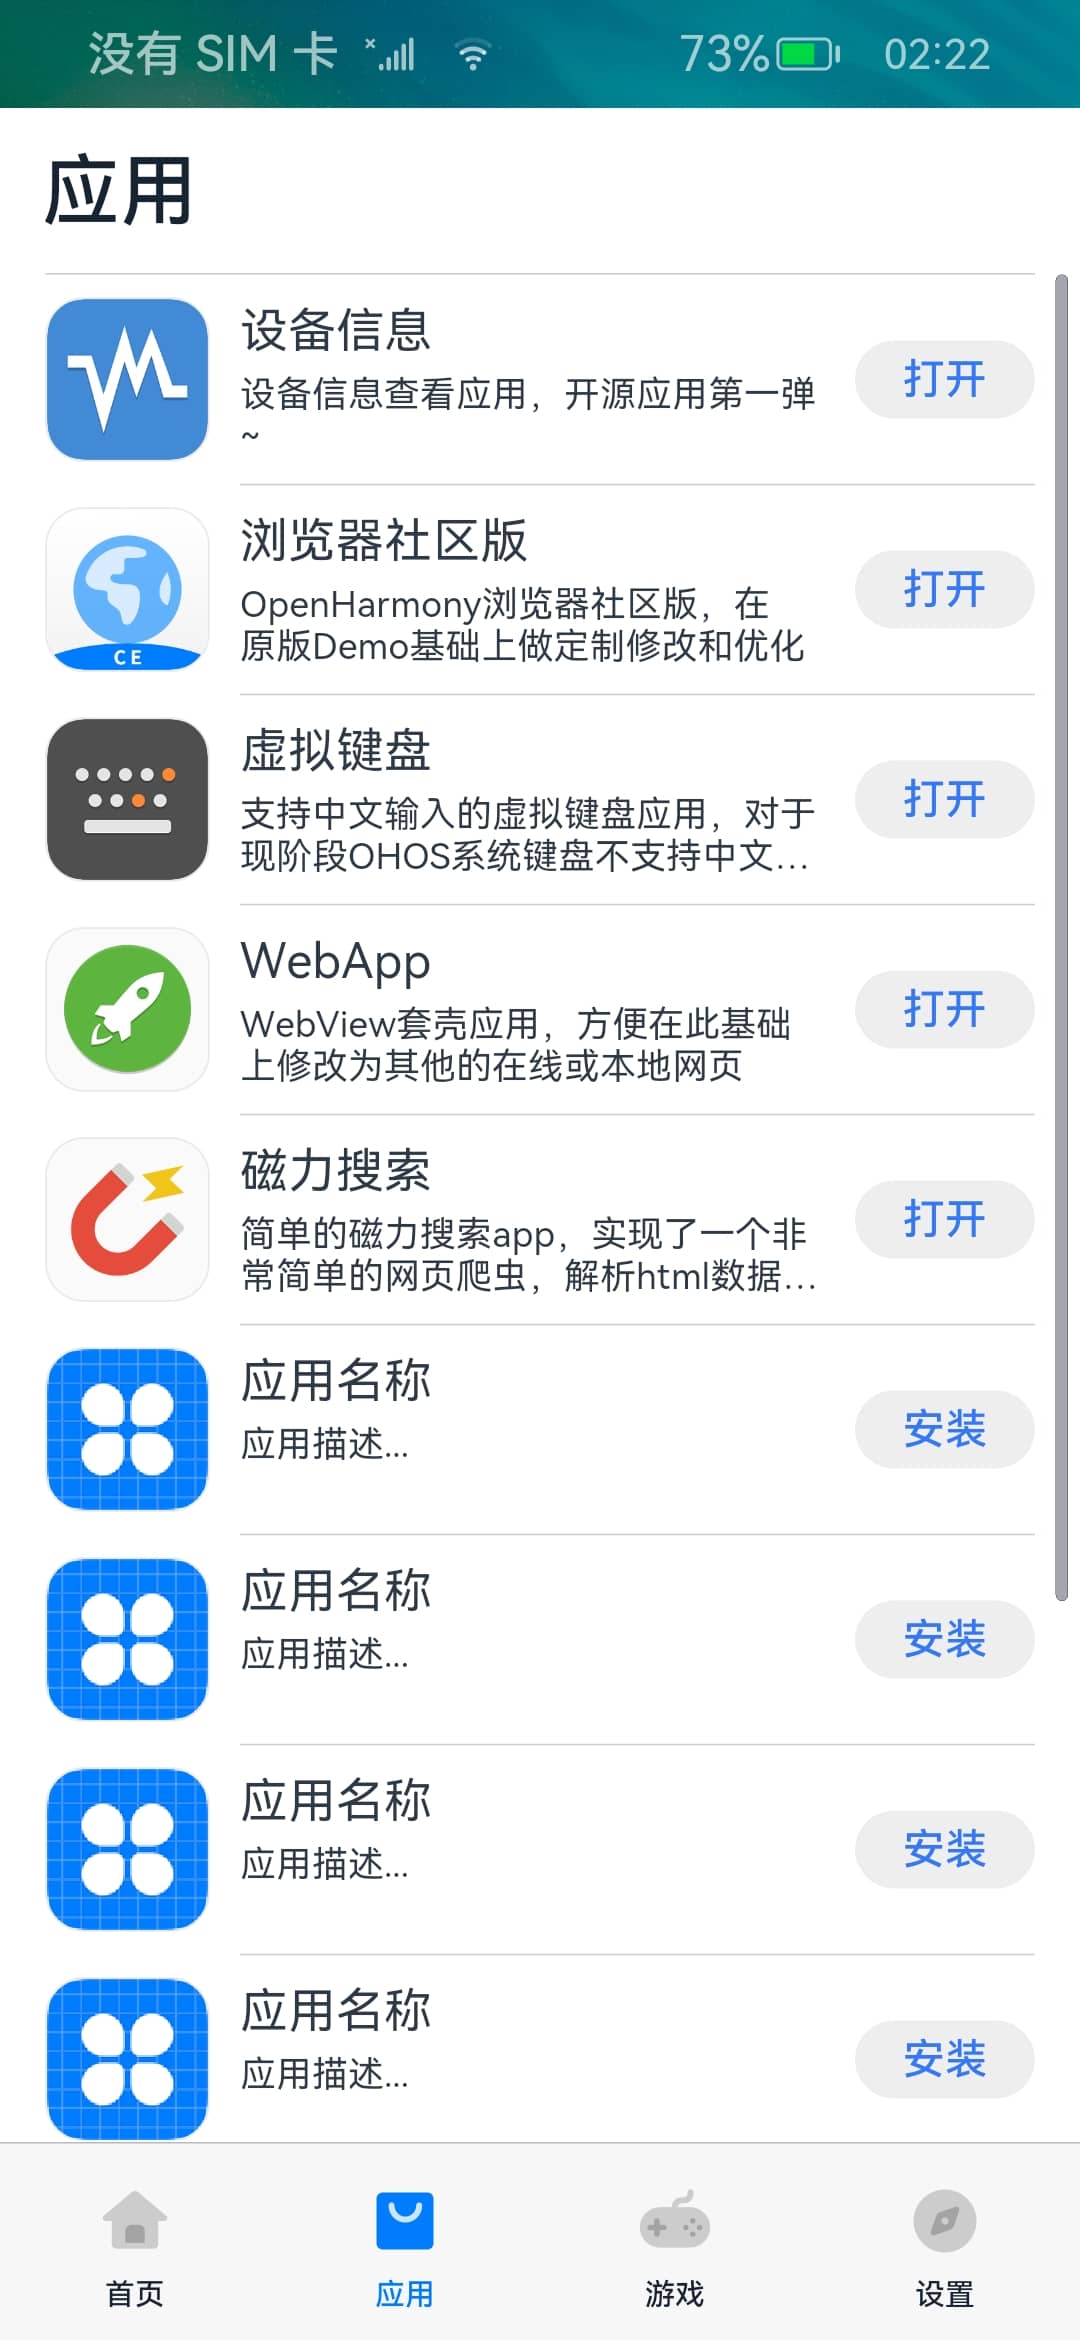 没有 SIM 卡 73% 02:22
应用
设备信息
设备信息查看应用，开源应用第一弹
~
打开
浏览器社区版
OpenHarmony浏览器社区版，在
原版Demo基础上做定制修改和优化
打开
CE
虚拟键盘
支持中文输入的虚拟键盘应用，对于
现阶段OHOS系统键盘不支持中文...
打开
WebApp
WebView套壳应用，方便在此基础
上修改为其他的在线或本地网页
打开
磁力搜索
简单的磁力搜索app，实现了一个非
常简单的网页爬虫，解析html数据...
打开
应用名称
应用描述...
安装
应用名称
应用描述...
安装
应用名称
应用描述...
安装
应用名称
应用描述...
安装
首页 应用 游戏 设置